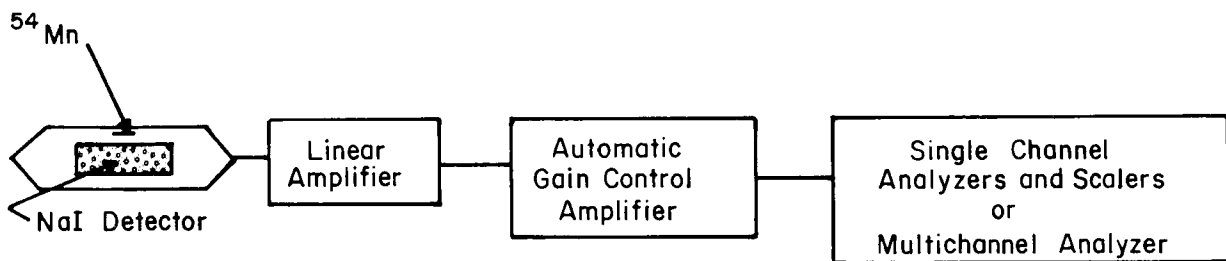 54Mn
NaI Detector
Linear
Amplifier
Automatic
Gain Control
Amplifier
Single Channel
Analyzers and Scalers
or
Multichannel Analyzer